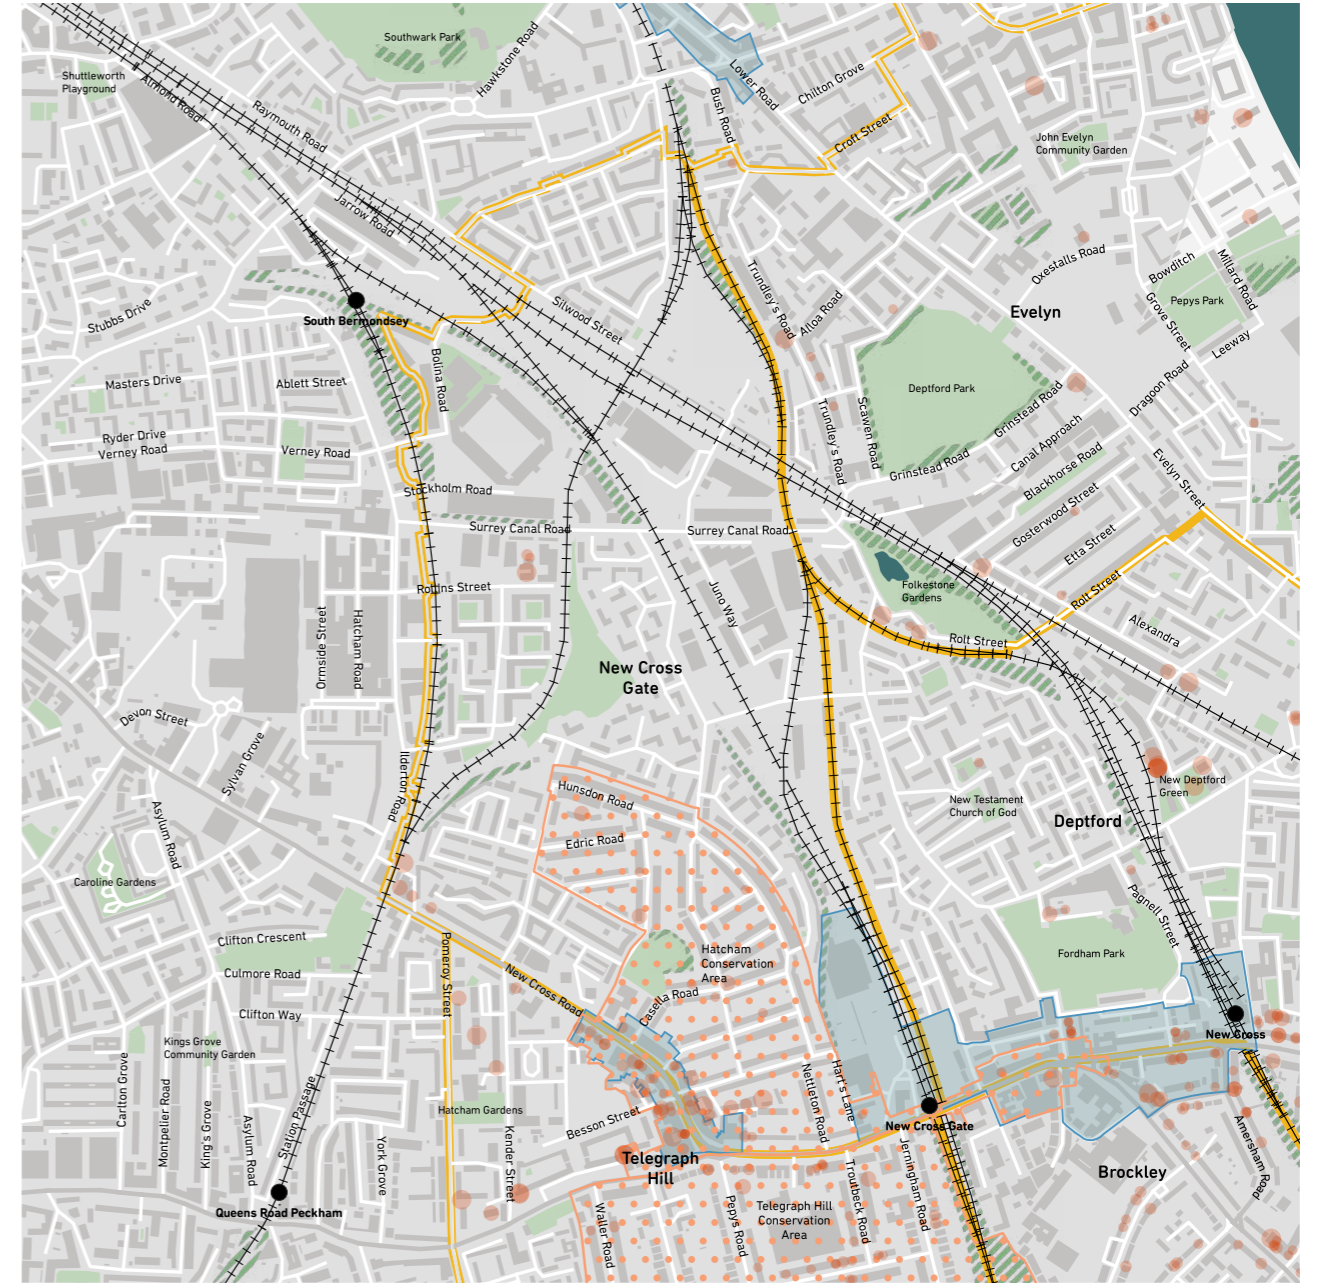 Southwark Park
Hawkstone Road
Shuttleworth
Playground
Almond Road
Raymouth Road
Lower Road
Chilton Grove
Bush Road
Croft Street
John Evelyn
Community Garden
Jarrow Road
Oxestalls Road
Bowditch
Millard Road
Trundley's Road
Alloa Road
Grove Street
Pepys Park
Leeway
Stubbs Drive
South Bermondsey
Silwood Street
Evelyn
Masters Drive
Ablett Street
Bolina Road
Deptford Park
Dragoon Road
Grinstead Road
Trundley's Road
Scawen Road
Ryder Drive
Verney Road
Verney Road
Grinstead Road
Canal Approach
Blackhorse Road
Evelyn Street
Stockholm Road
Surrey Canal Road
Surrey Canal Road
Gosterwood Street
Etta Street
Rollins Street
Juno Way
Folkestone
Gardens
Rolt Street
Rolt Street
Alexandra
Ormside Street
Hatcham Road
New Cross
Gate
Devon Street
Sylvan Grove
Ilderton Road
Asylum Road
Hunsdon Road
Edric Road
New Testament
Church of God
New Deptford
Green
Deptford
Caroline Gardens
Pagnell Street
Clifton Crescent
Culmore Road
Clifton Way
Pomeroy Street
New Cross Road
Hatcham
Conservation
Area
Casella Road
Fordham Park
Kings Grove
Community Garden
New Cross
Carlton Grove
Montpelier Road
King's Grove
Asylum Road
Station Passage
York Grove
Hatcham Gardens
Kender Street
Besson Street
Nettleton Road
Hart's Lane
New Cross Gate
Amersham Road
Telegraph
Hill
Brockley
Queens Road Peckham
Waller Road
Pepys Road
Telegraph Hill
Conservation
Area
Troutbeck Road
Jerningham Road